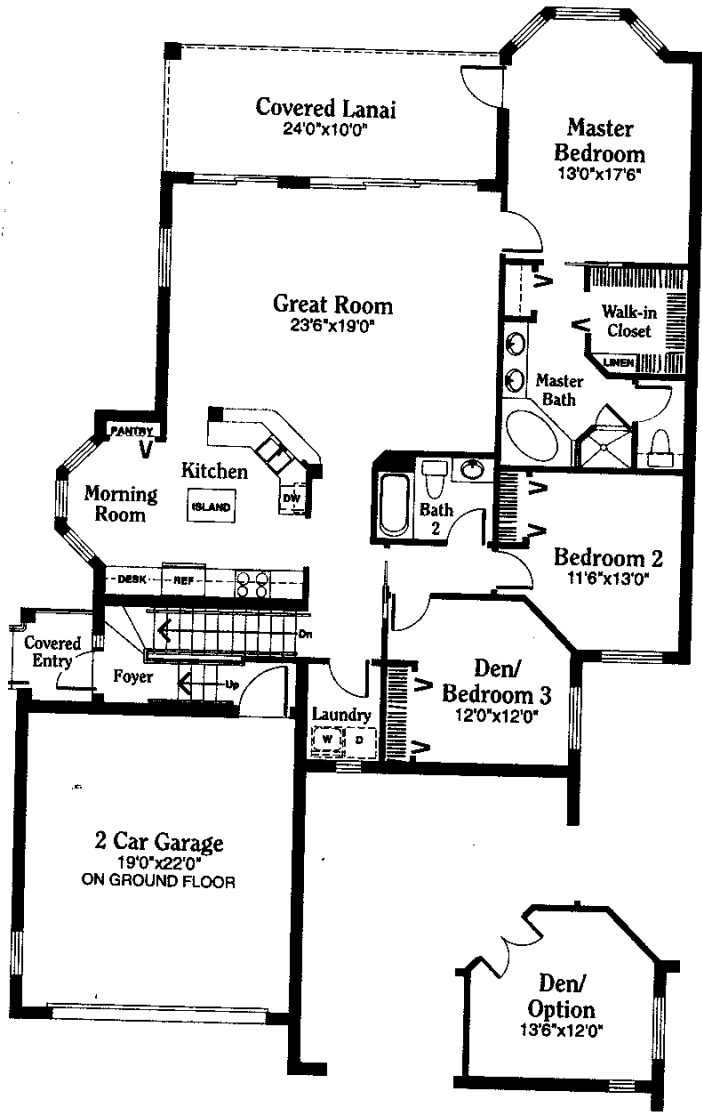 Covered Lanai
24'0"x10'0"
Master
Bedroom
13'0"x17'6"
Great Room
23'6"x19'0"
Walk-in
Closet
LINEN
Master
Bath
PANTRY
Kitchen
Morning
Room
ISLAND
DW
Bath
2
Bedroom 2
11'6"x13'0"
DESK
REF
Covered
Entry
Foyer
Dn
Up
Den/
Bedroom 3
12'0"x12'0"
Laundry
W
D
2 Car Garage
19'0"x22'0"
ON GROUND FLOOR
Den/
Option
13'6"x12'0"